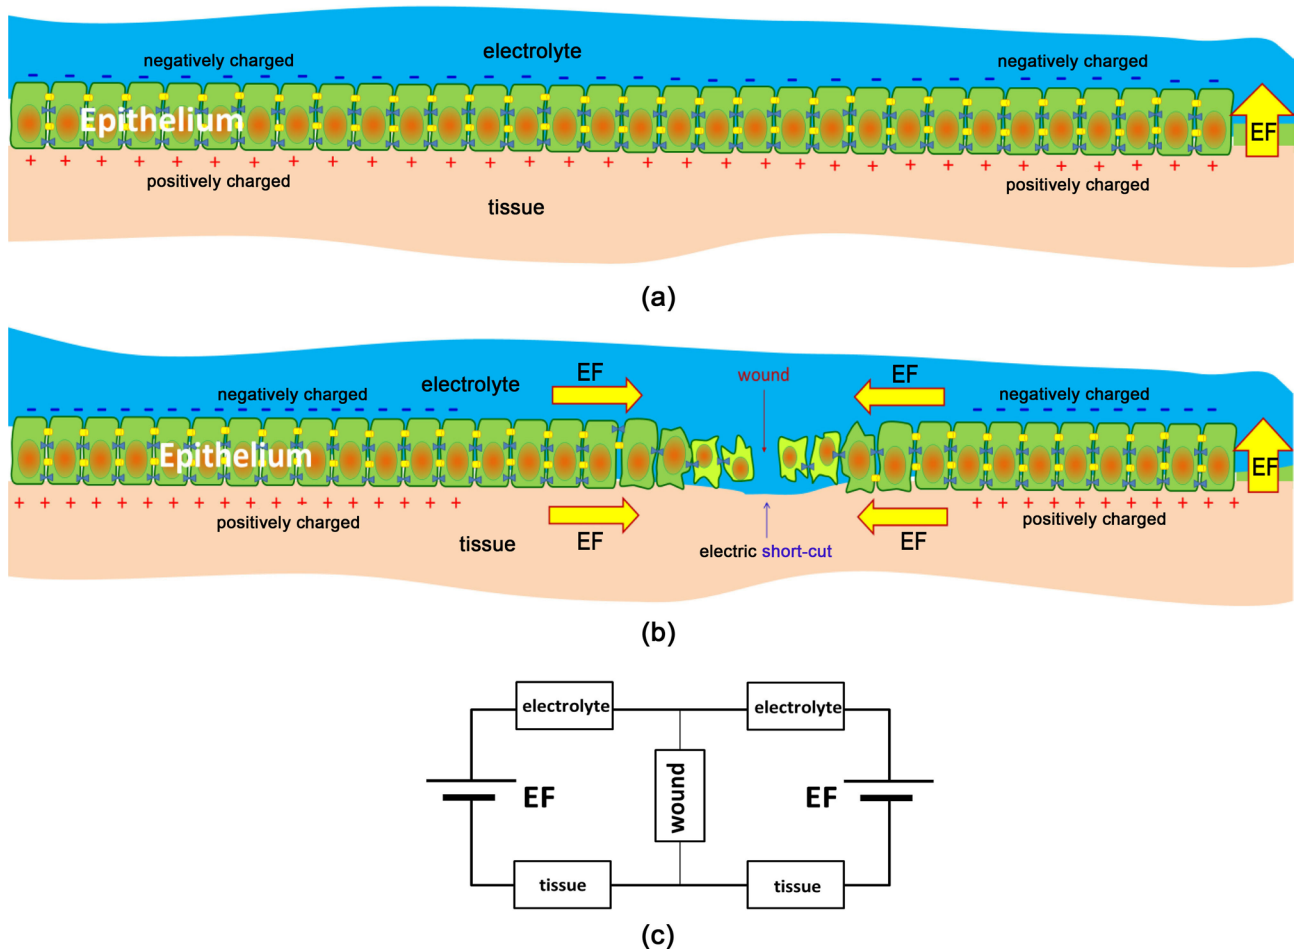 electrolyte
negatively charged
negatively charged
Epithelium
EF
positively charged
positively charged
tissue
(a)
EF
EF
wound
electrolyte
negatively charged
negatively charged
Epithelium
EF
positively charged
positively charged
tissue
EF
EF
electric short-cut
(b)
electrolyte
electrolyte
EF
wound
EF
tissue
tissue
(c)